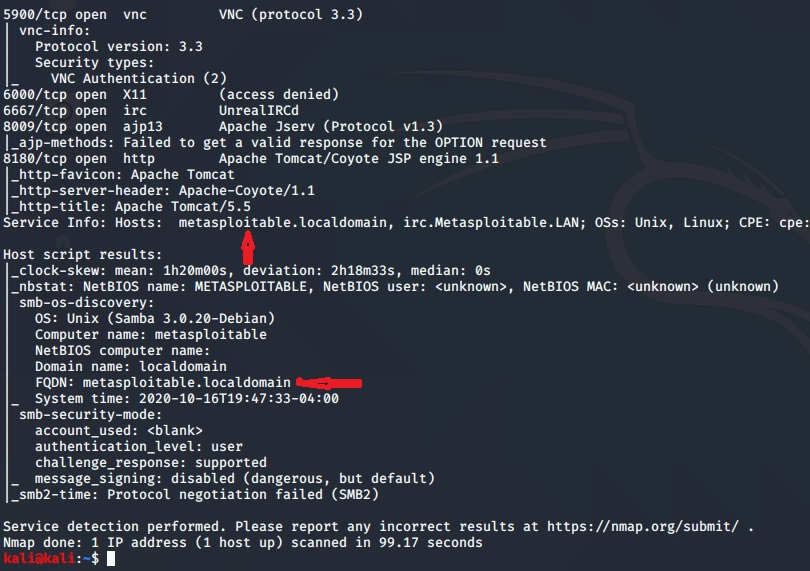 5900/tcp open  vnc         VNC (protocol 3.3)
| vnc-info:
|   Protocol version: 3.3
|   Security types:
|_    VNC Authentication (2)
6000/tcp open  X11         (access denied)
6667/tcp open  irc         UnrealIRCd
8009/tcp open  ajp13       Apache Jserv (Protocol v1.3)
|_ajp-methods: Failed to get a valid response for the OPTION request
8180/tcp open  http        Apache Tomcat/Coyote JSP engine 1.1
|_http-favicon: Apache Tomcat
|_http-server-header: Apache-Coyote/1.1
|_http-title: Apache Tomcat/5.5
Service Info: Hosts:  metasploitable.localdomain, irc.Metasploitable.LAN; OSs: Unix, Linux; CPE: cpe:
Host script results:
|_clock-skew: mean: 1h20m00s, deviation: 2h18m33s, median: 0s
|_nbstat: NetBIOS name: METASPLOITABLE, NetBIOS user: <unknown>, NetBIOS MAC: <unknown> (unknown)
| smb-os-discovery:
|   OS: Unix (Samba 3.0.20-Debian)
|   Computer name: metasploitable
|   NetBIOS computer name:
|   Domain name: localdomain
|   FQDN: metasploitable.localdomain
|_  System time: 2020-10-16T19:47:33-04:00
| smb-security-mode:
|   account_used: <blank>
|   authentication_level: user
|   challenge_response: supported
|_  message_signing: disabled (dangerous, but default)
|_smb2-time: Protocol negotiation failed (SMB2)
Service detection performed. Please report any incorrect results at https://nmap.org/submit/ .
Nmap done: 1 IP address (1 host up) scanned in 99.17 seconds
kali@kali:~$